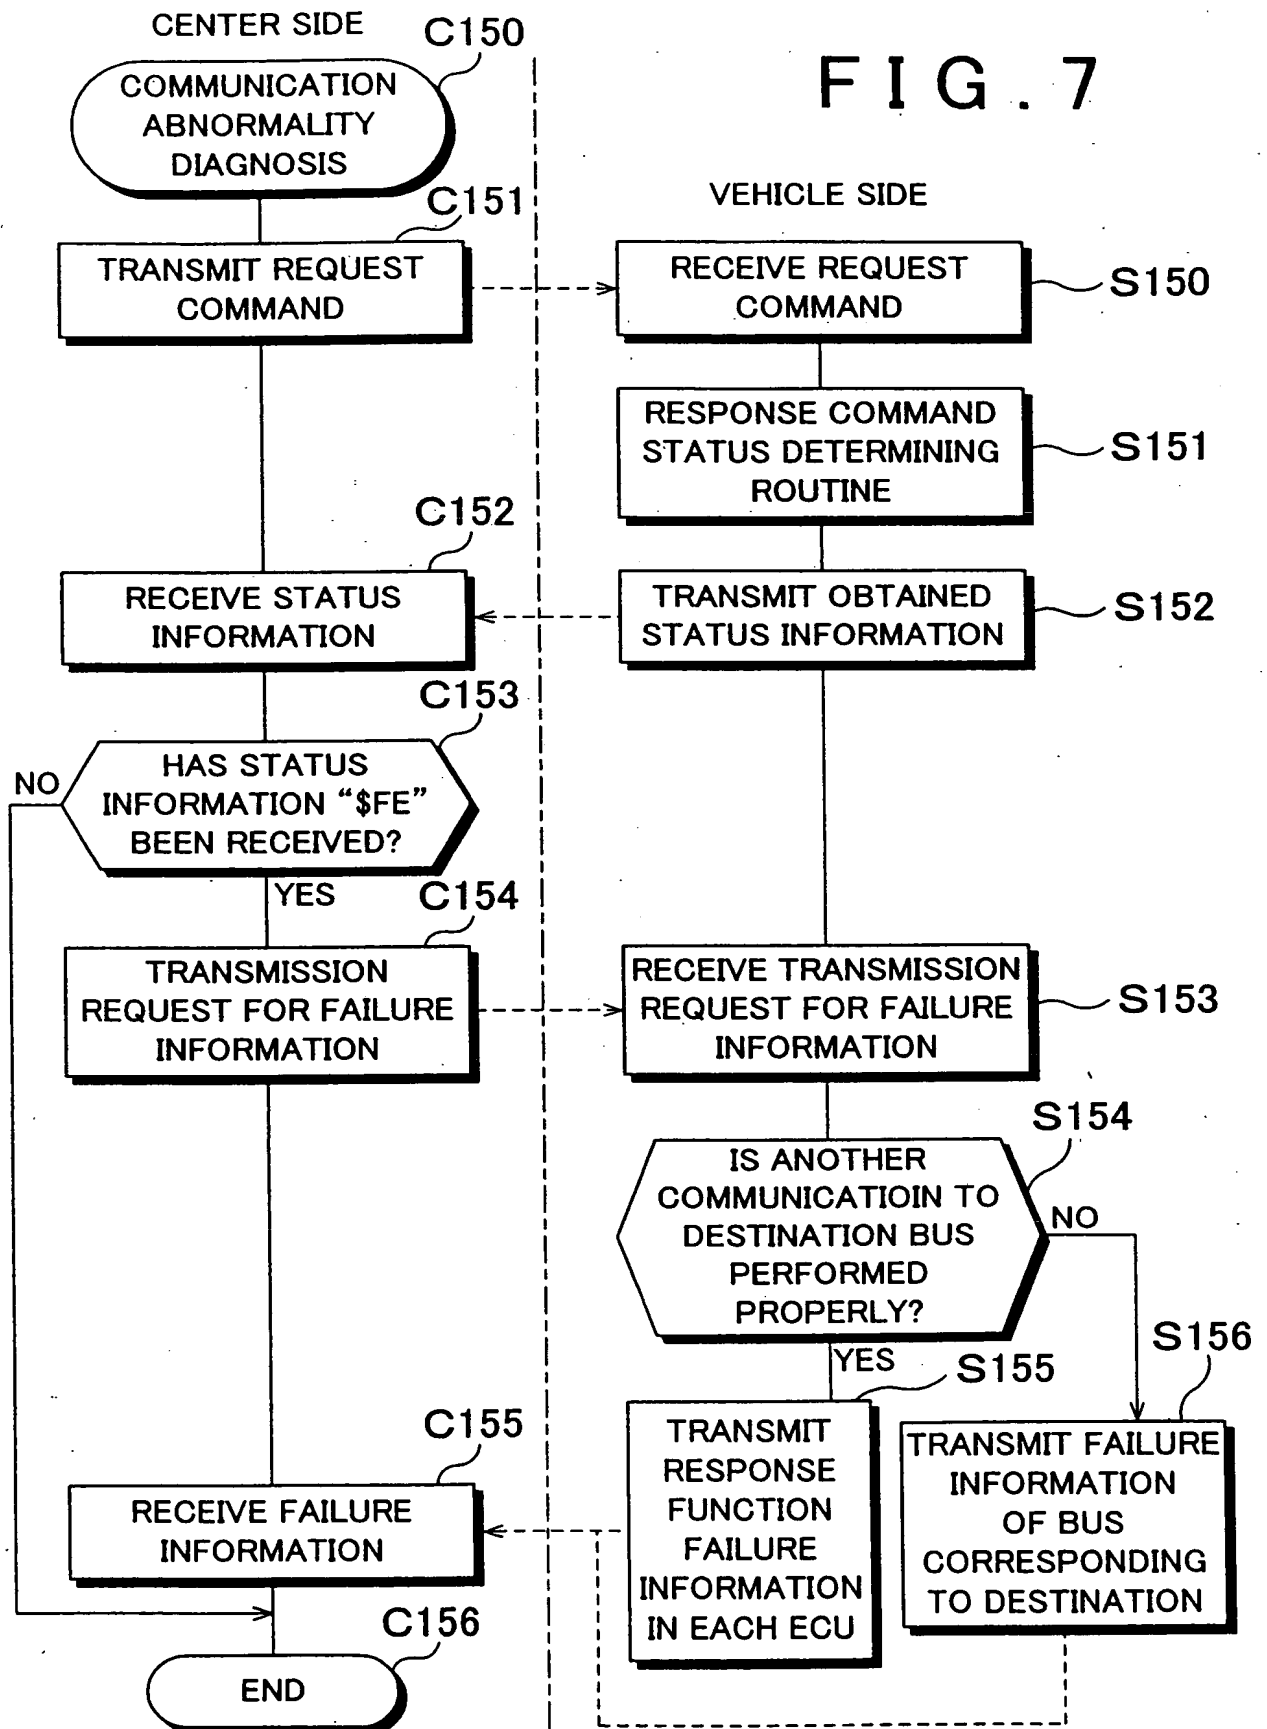 CENTER SIDE
C150
FIG. 7
COMMUNICATION
ABNORMALITY
DIAGNOSIS
VEHICLE SIDE
C151
TRANSMIT REQUEST
COMMAND
RECEIVE REQUEST
COMMAND
S150
RESPONSE COMMAND
STATUS DETERMINING
ROUTINE
S151
C152
RECEIVE STATUS
INFORMATION
TRANSMIT OBTAINED
STATUS INFORMATION
S152
C153
HAS STATUS
INFORMATION “$FE”
BEEN RECEIVED?
NO
YES
C154
TRANSMISSION
REQUEST FOR FAILURE
INFORMATION
RECEIVE TRANSMISSION
REQUEST FOR FAILURE
INFORMATION
S153
S154
IS ANOTHER
COMMUNICATIOIN TO
DESTINATION BUS
PERFORMED
PROPERLY?
NO
YES
S155
S156
TRANSMIT
RESPONSE
FUNCTION
FAILURE
INFORMATION
IN EACH ECU
TRANSMIT FAILURE
INFORMATION
OF BUS
CORRESPONDING
TO DESTINATION
C155
RECEIVE FAILURE
INFORMATION
C156
END